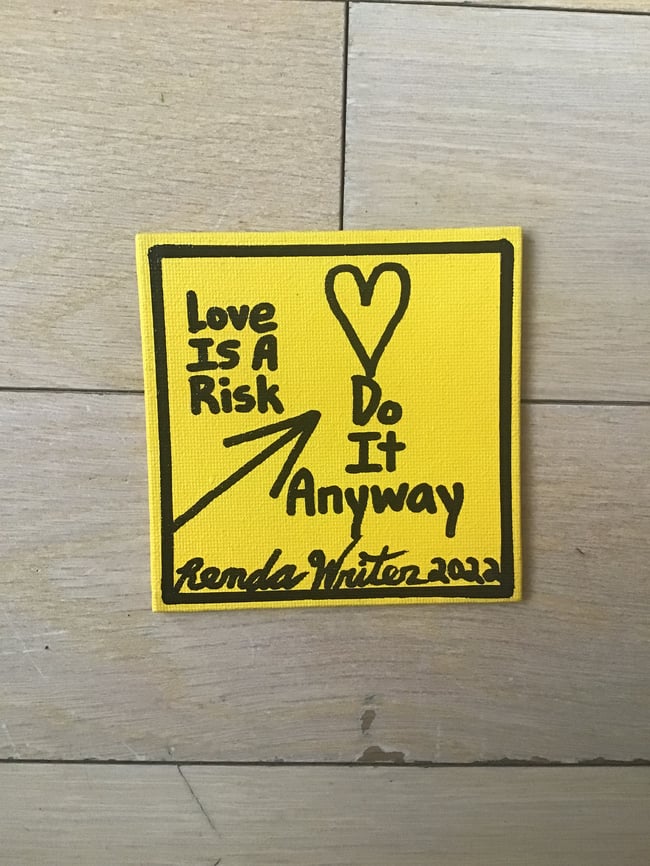 Love
Is A
Risk
Do
It
Anyway
Renda Writer 2022